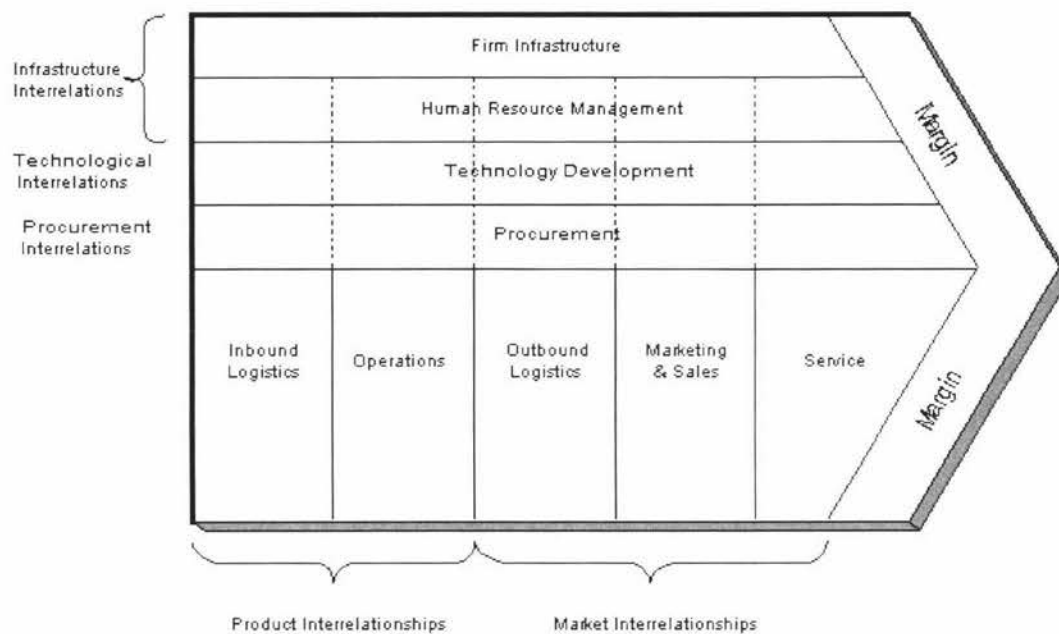 Firm Infrastructure
Infrastructure
Interrelations
Human Resource Management
Margin
Technological
Interrelations
Technology Development
Procurement
Interrelations
Procurement
Inbound
Logistics
Operations
Outbound
Logistics
Marketing
& Sales
Service
Margin
Product Interrelationships
Market Interrelationships